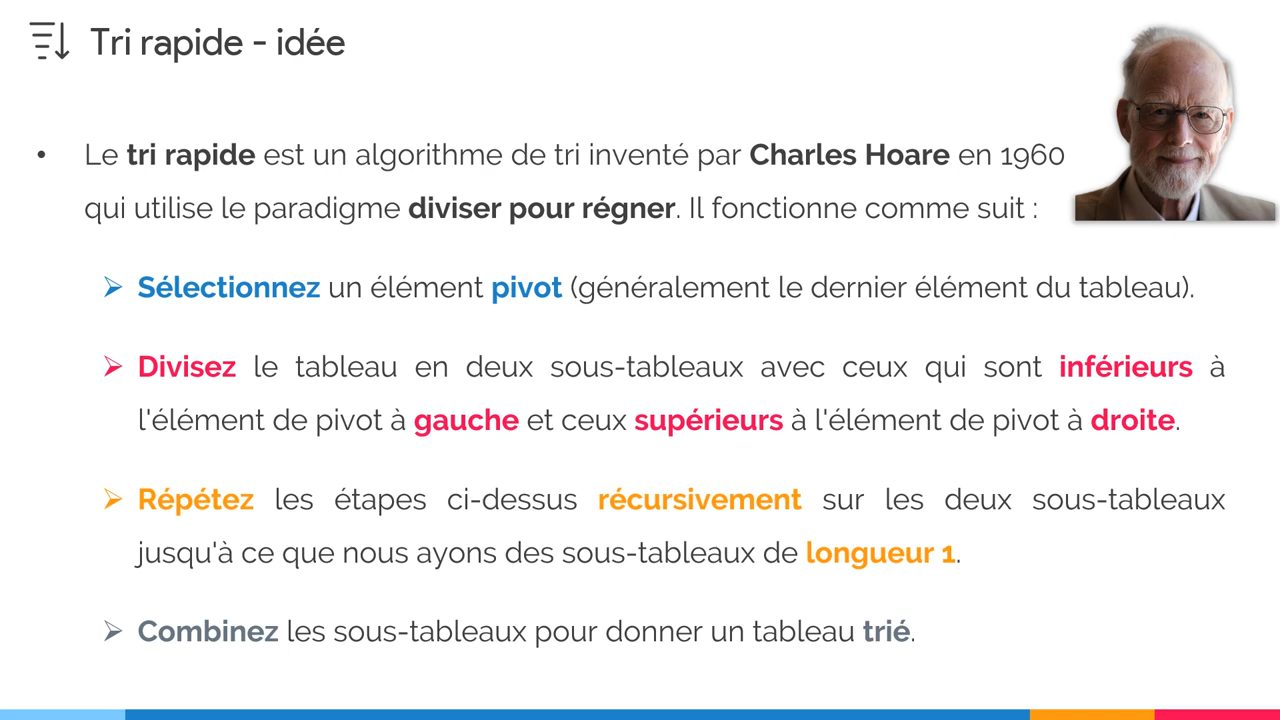 Tri rapide - idée
• Le tri rapide est un algorithme de tri inventé par Charles Hoare en 1960
qui utilise le paradigme diviser pour régner. Il fonctionne comme suit :
➢ Sélectionnez un élément pivot (généralement le dernier élément du tableau).
➢ Divisez le tableau en deux sous-tableaux avec ceux qui sont inférieurs à
l'élément de pivot à gauche et ceux supérieurs à l'élément de pivot à droite.
➢ Répétez les étapes ci-dessus récursivement sur les deux sous-tableaux
jusqu'à ce que nous ayons des sous-tableaux de longueur 1.
➢ Combinez les sous-tableaux pour donner un tableau trié.